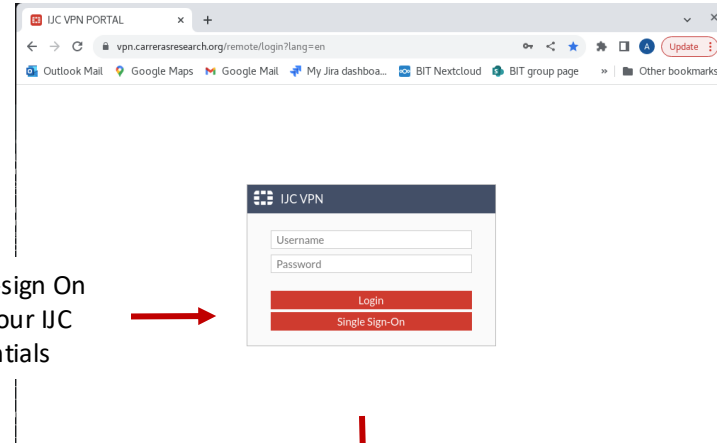 IJC VPN PORTAL
vpn.carrerasresearch.org/remote/login?lang=en
A
Update
Outlook Mail Google Maps Google Mail My Jira dashboa... BIT Nextcloud BIT group page » Other bookmarks
IJC VPN
Username
Password
Login
Single Sign-On
sign On
our IJC